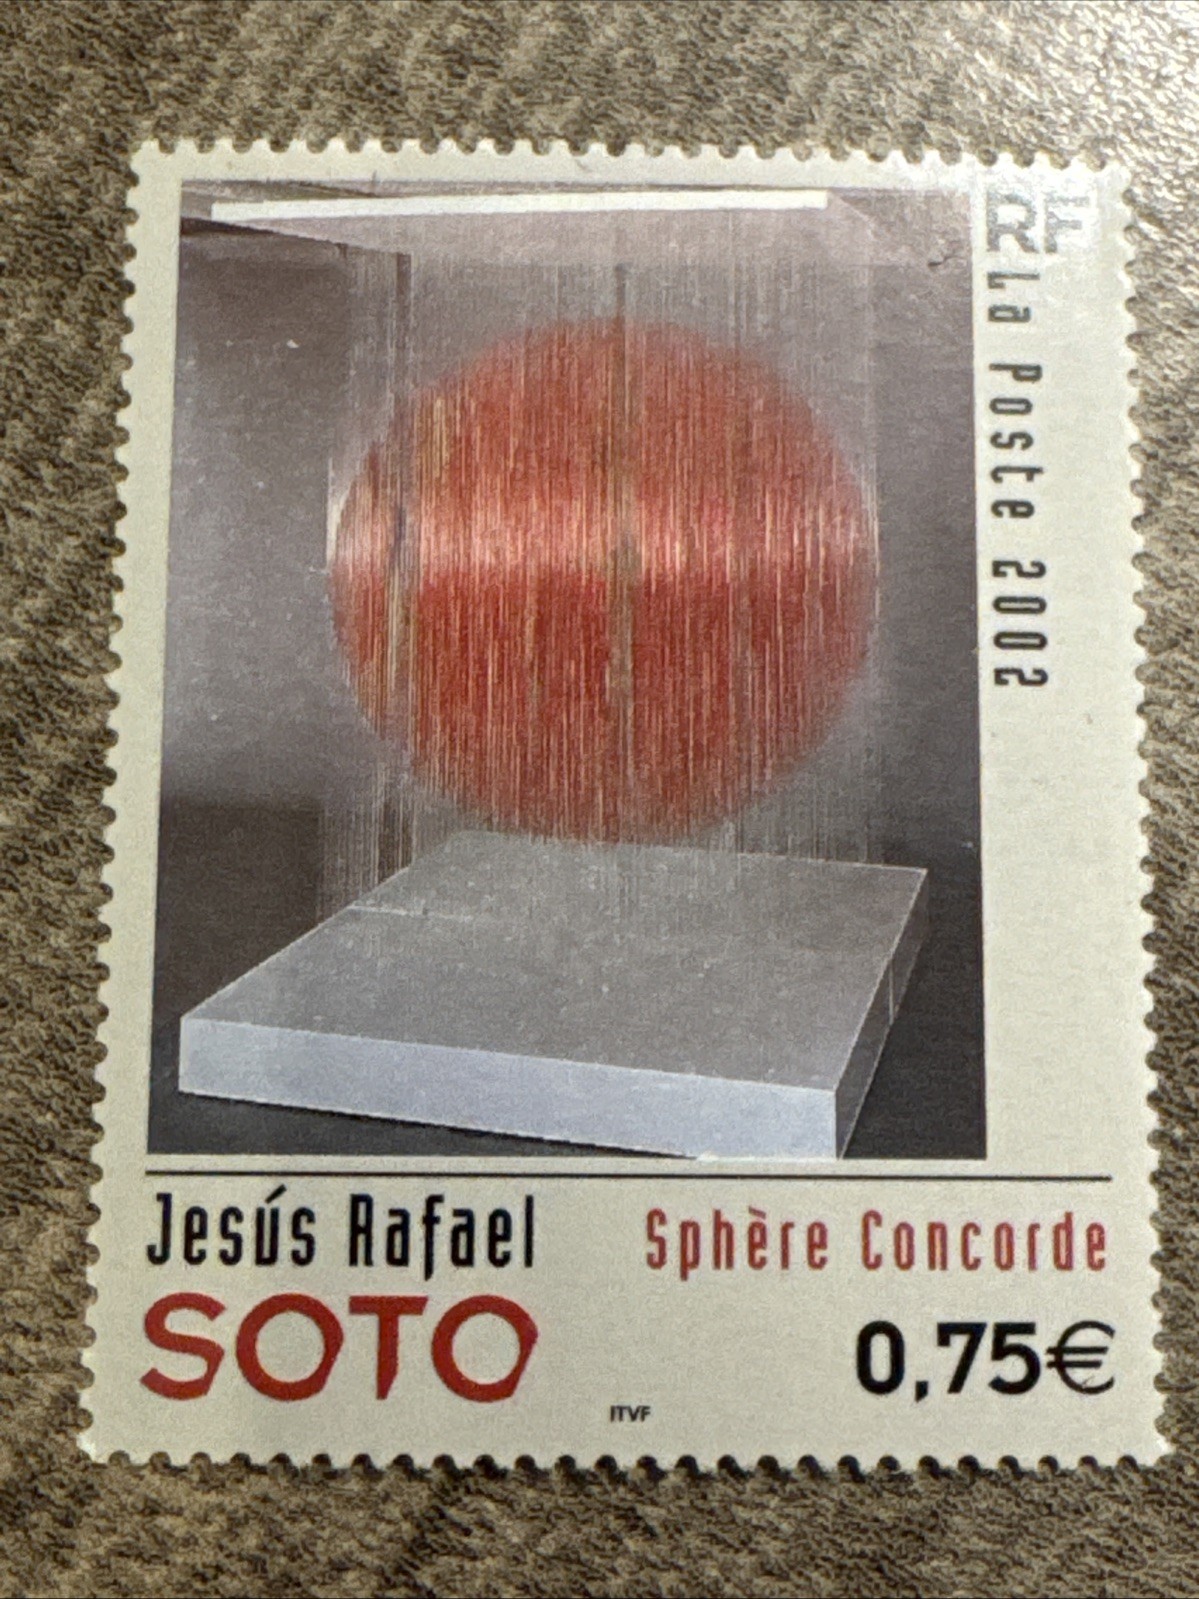 RF la Poste 2002
Jesús Rafael
SOTO
Sphère Concorde
0,75€
ITVF